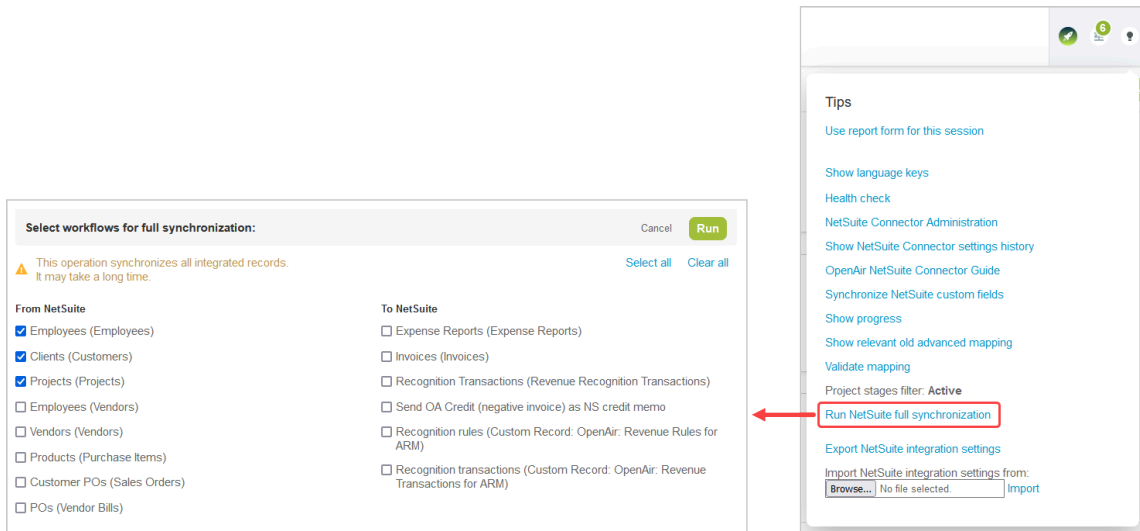 Select workflows for full synchronization:
Cancel
Run
This operation synchronizes all integrated records.
It may take a long time.
Select all
Clear all
From NetSuite
Employees (Employees)
Clients (Customers)
Projects (Projects)
Employees (Vendors)
Vendors (Vendors)
Products (Purchase Items)
Customer POs (Sales Orders)
POs (Vendor Bills)
To NetSuite
Expense Reports (Expense Reports)
Invoices (Invoices)
Recognition Transactions (Revenue Recognition Transactions)
Send OA Credit (negative invoice) as NS credit memo
Recognition rules (Custom Record: OpenAir: Revenue Rules for
ARM)
Recognition transactions (Custom Record: OpenAir: Revenue
Transactions for ARM)
6
Tips
Use report form for this session
Show language keys
Health check
NetSuite Connector Administration
Show NetSuite Connector settings history
OpenAir NetSuite Connector Guide
Synchronize NetSuite custom fields
Show progress
Show relevant old advanced mapping
Validate mapping
Project stages filter: Active
Run NetSuite full synchronization
Export NetSuite integration settings
Import NetSuite integration settings from:
Browse... No file selected. Import